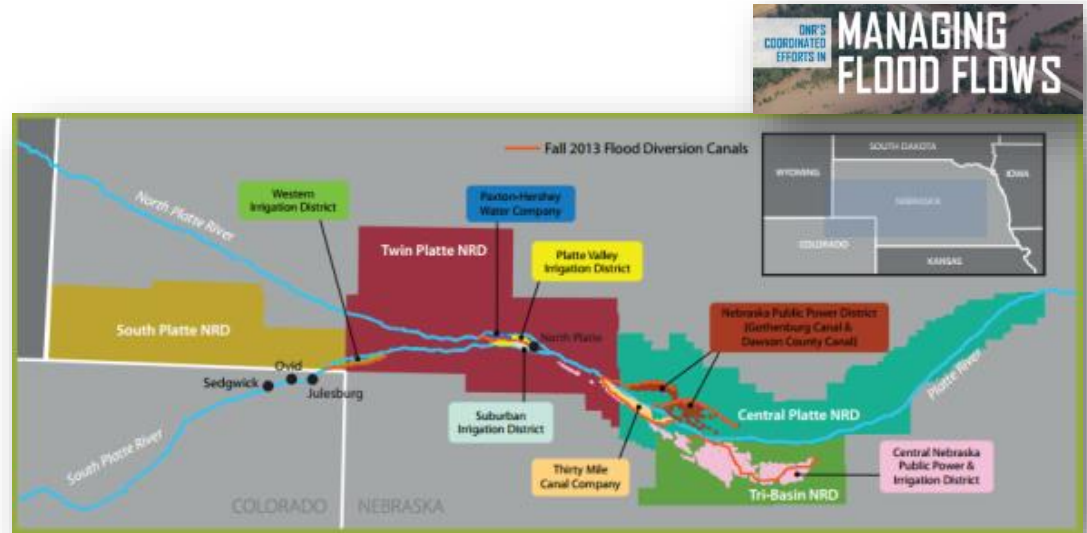 DNR'S
COORDINATED
EFFORTS IN
MANAGING
FLOOD FLOWS
Fall 2013 Flood Diversion Canals
SOUTH DAKOTA
WYOMING
IOWA
NEBRASKA
COLORADO
KANSAS
North Platte River
Western
Irrigation District
Paxton-Hershey
Water Company
Twin Platte NRD
Platte Valley
Irrigation District
South Platte NRD
Nebraska Public Power District
(Gothenburg Canal &
Dawson County Canal)
North Platte
Ovid
Sedgwick
Julesburg
Platte River
Suburban
Irrigation District
Central Platte NRD
South Platte River
Thirty Mile
Canal Company
Central Nebraska
Public Power &
Irrigation District
Tri-Basin NRD
COLORADO
NEBRASKA